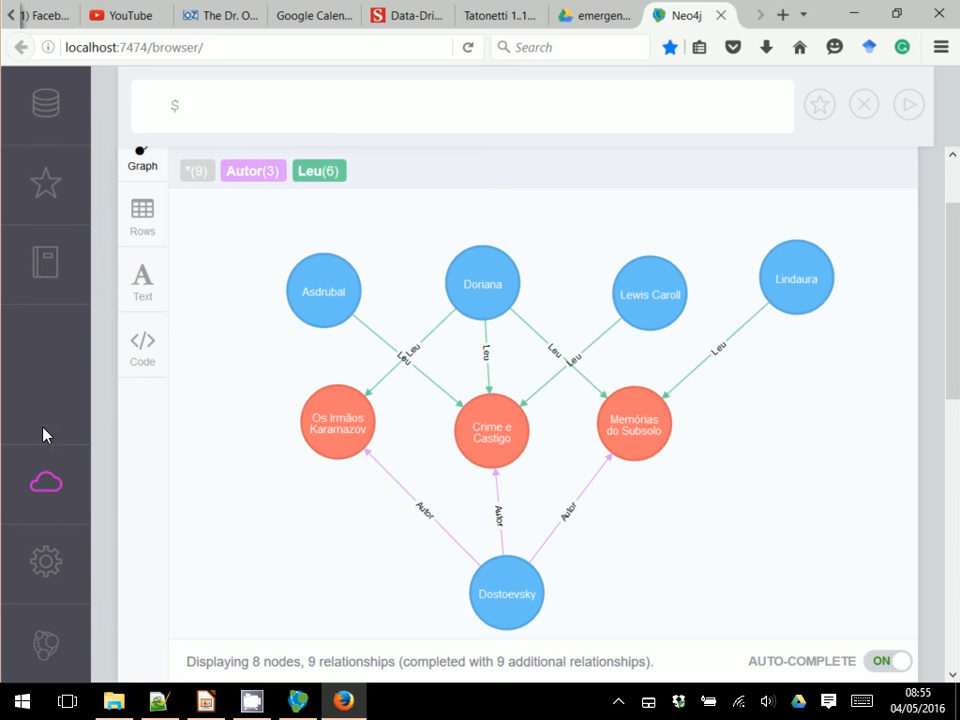 1) Faceb...
YouTube
The Dr. O...
Google Calen...
Data-Dri...
Tatonetti 1.1...
emergen...
Neo4j
localhost:7474/browser/
Search
$
Graph
*(9) Autor(3) Leu(6)
Rows
Text
Code
Asdrubal
Doriana
Lewis Caroll
Lindaura
Leu
Leu
Leu
Leu
Leu
Leu
Os Irmãos
Karamazov
Crime e
Castigo
Memórias
do Subsolo
Autor
Autor
Autor
Dostoevsky
Displaying 8 nodes, 9 relationships (completed with 9 additional relationships).
AUTO-COMPLETE ON
08:55
04/05/2016